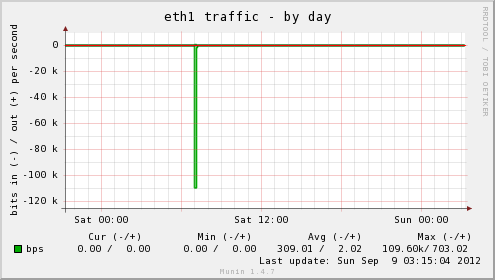 eth1 traffic - by day
RRDTOOL / TOBI OETIKER
bits in (-) / out (+) per second
0
-20 k
-40 k
-60 k
-80 k
-100 k
-120 k
Sat 00:00 Sat 12:00 Sun 00:00
Cur (-/+) Min (-/+) Avg (-/+) Max (-/+)
bps 0.00 / 0.00 0.00 / 0.00 309.01 / 2.02 109.60k/ 703.02
Last update: Sun Sep 9 03:15:04 2012
Munin 1.4.7